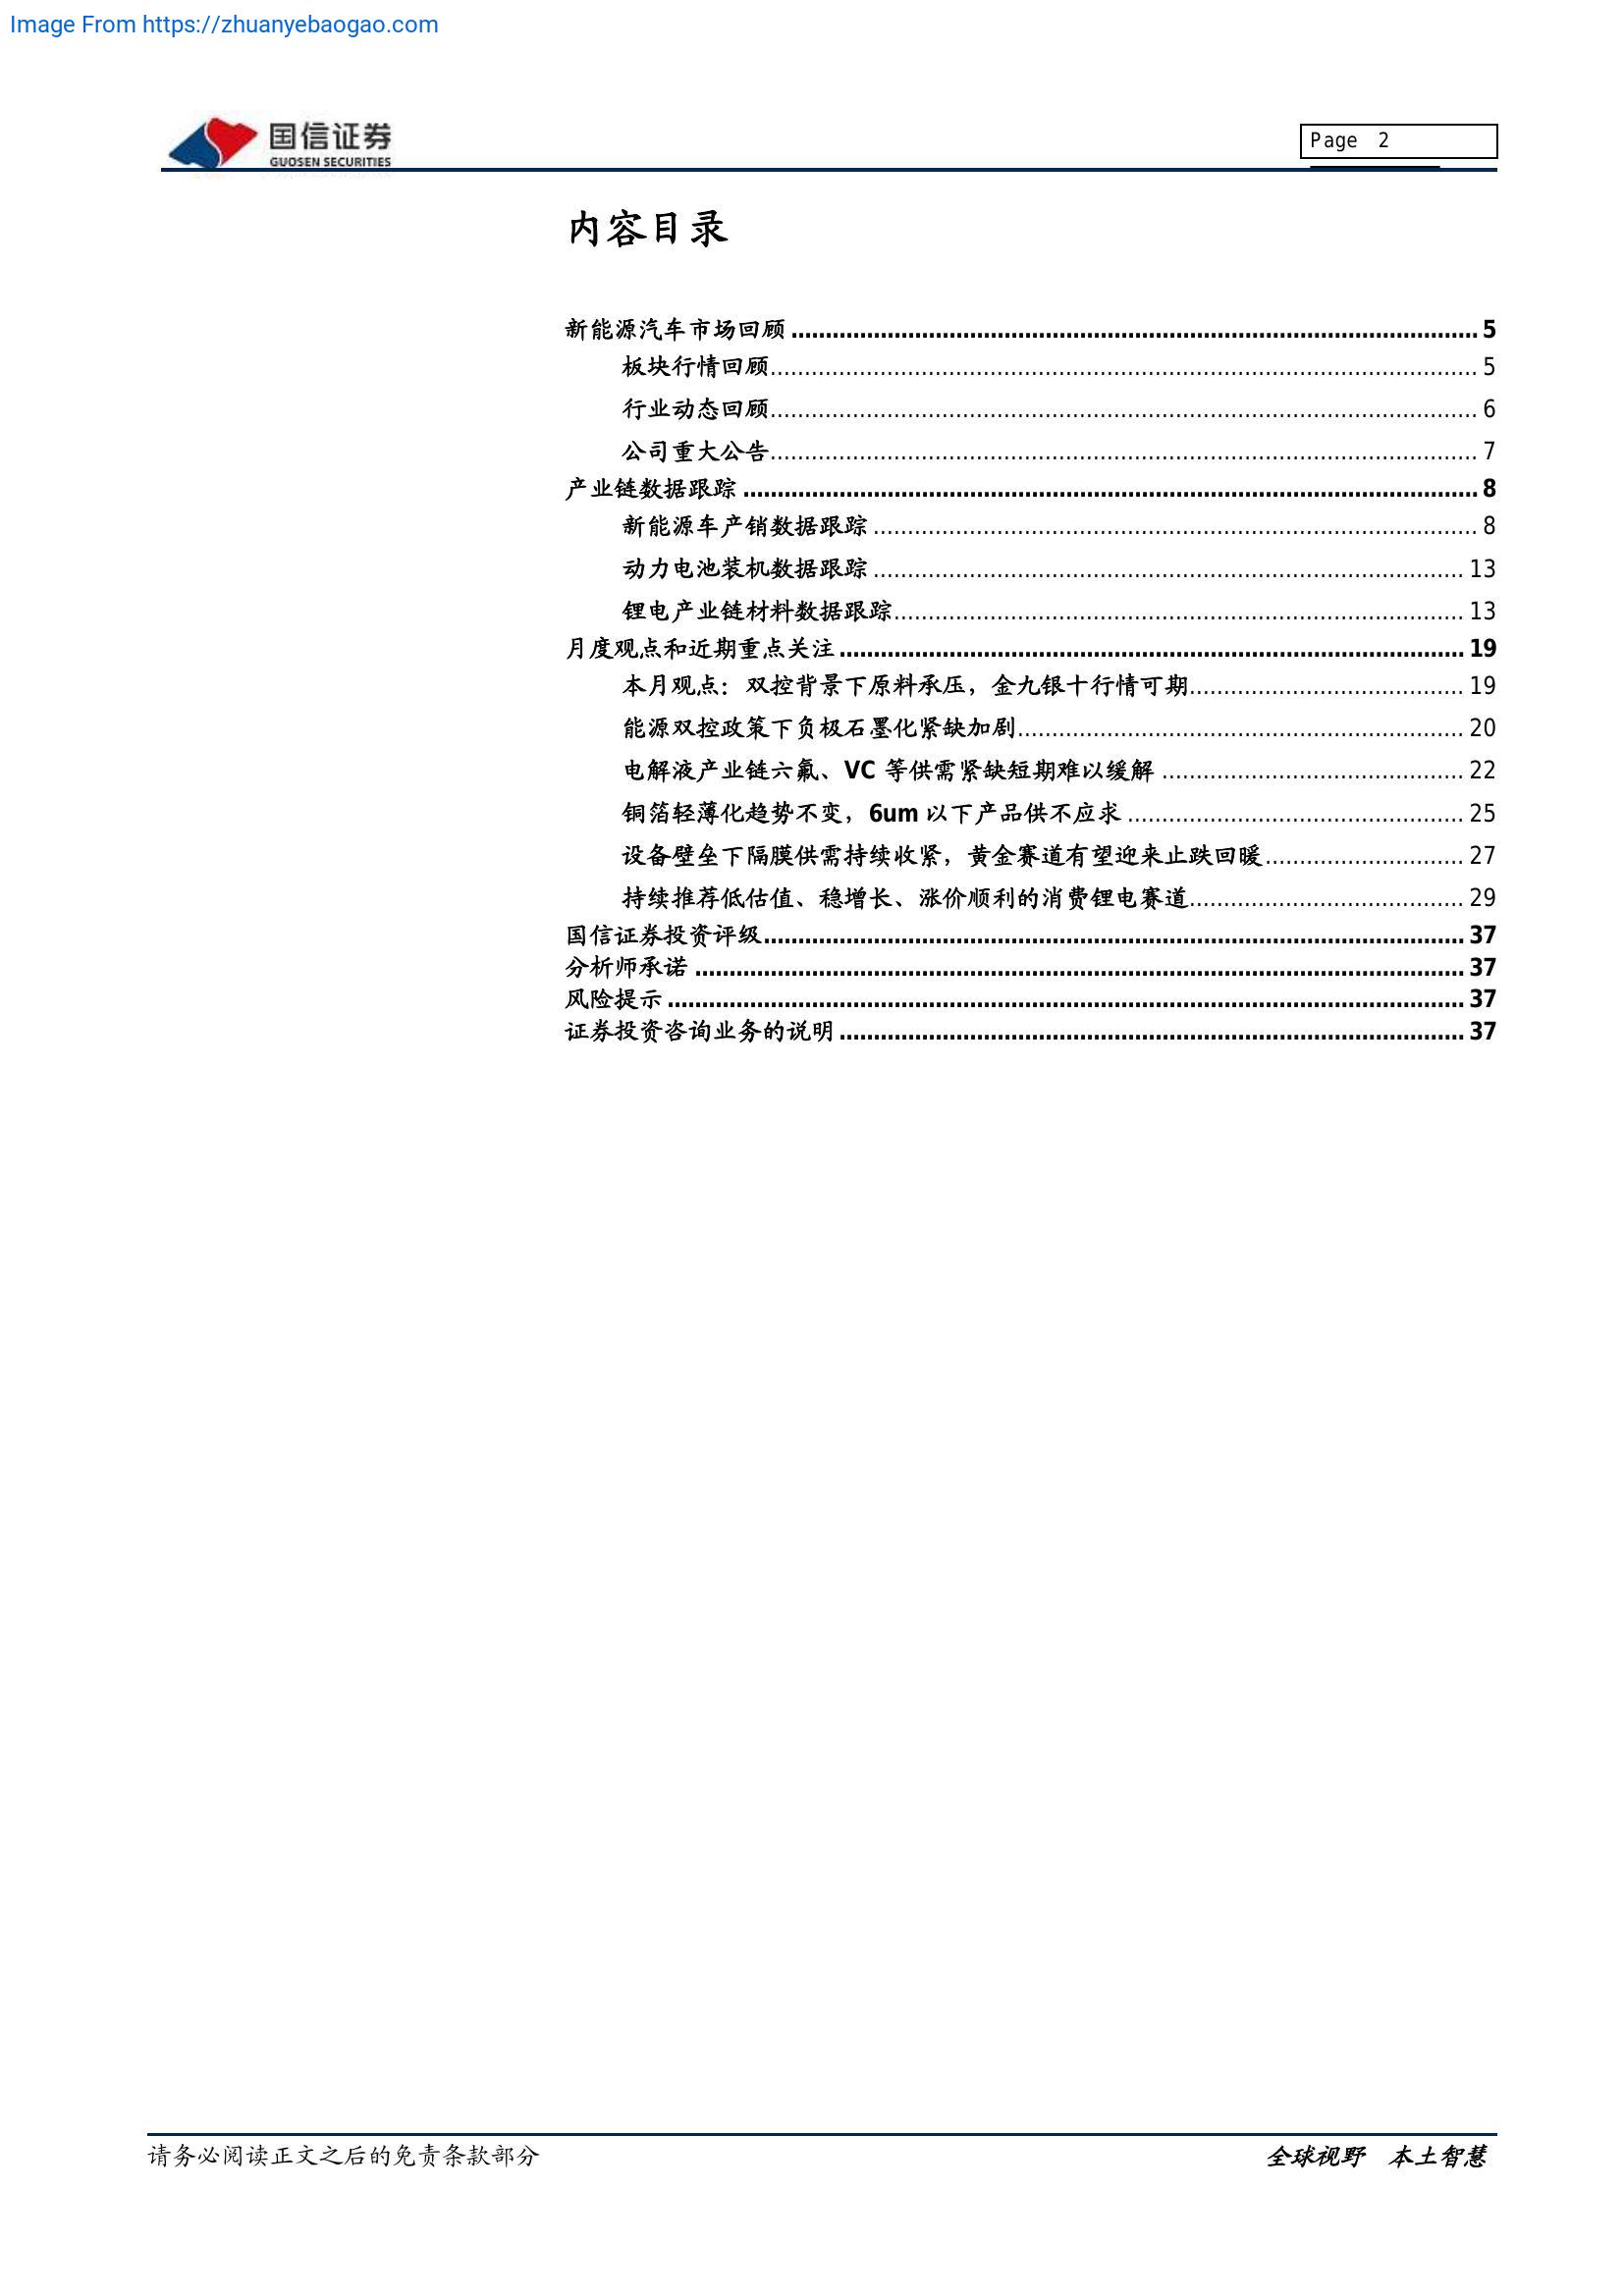 Image From https://zhuanyebaogao.com
国信证券
GUOSEN SECURITIES
Page 2
内容目录
新能源汽车市场回顾 ........ 5
板块行情回顾 ........ 5
行业动态回顾 ........ 6
公司重大公告 ........ 7
产业链数据跟踪 ........ 8
新能源车产销数据跟踪 ........ 8
动力电池装机数据跟踪 ........ 13
锂电产业链材料数据跟踪 ........ 13
月度观点和近期重点关注 ........ 19
本月观点：双控背景下原料承压，金九银十行情可期 ........ 19
能源双控政策下负极石墨化紧缺加剧 ........ 20
电解液产业链六氟、VC 等供需紧缺短期难以缓解 ........ 22
铜箔轻薄化趋势不变，6um 以下产品供不应求 ........ 25
设备壁垒下隔膜供需持续收紧，黄金赛道有望迎来止跌回暖 ........ 27
持续推荐低估值、稳增长、涨价顺利的消费锂电赛道 ........ 29
国信证券投资评级 ........ 37
分析师承诺 ........ 37
风险提示 ........ 37
证券投资咨询业务的说明 ........ 37
请务必阅读正文之后的免责条款部分
全球视野 本土智慧